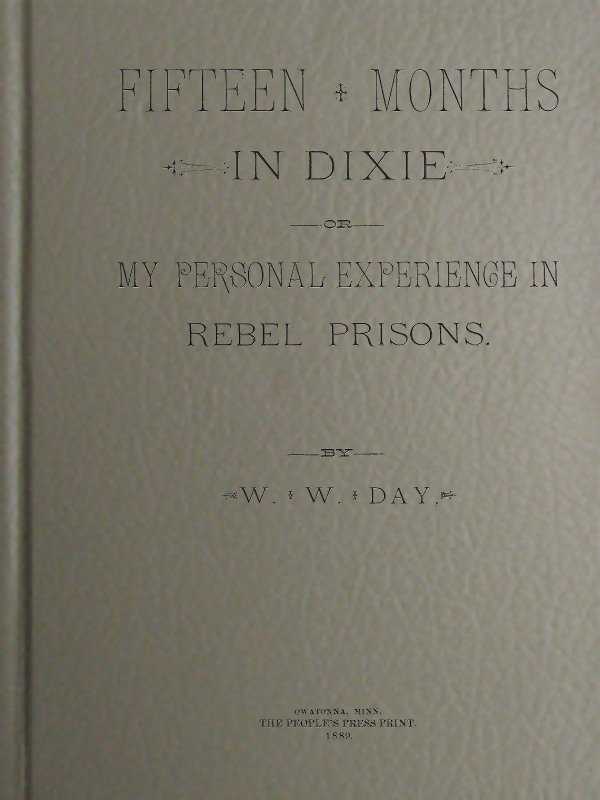 FIFTEEN MONTHS
IN DIXIE
OR
MY PERSONAL EXPERIENCE IN
REBEL PRISONS.
BY
W. W. DAY.
OWATONNA, MINN.
THE PEOPLE'S PRESS PRINT.
1889.